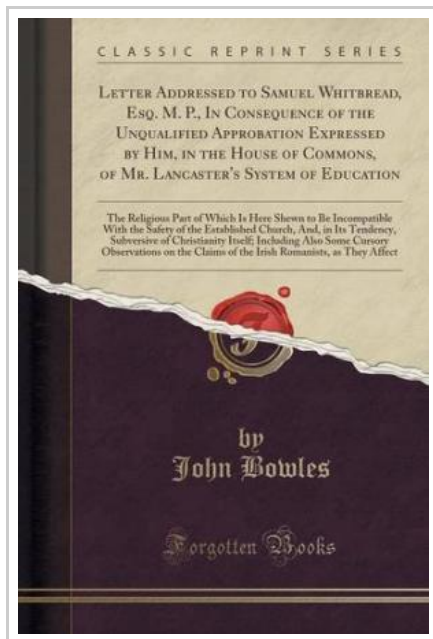 CLASSIC REPRINT SERIES
LETTER ADDRESSED TO SAMUEL WHITBREAD,
ESQ. M. P., IN CONSEQUENCE OF THE
UNQUALIFIED APPROBATION EXPRESSED
BY HIM, IN THE HOUSE OF COMMONS,
OF MR. LANCASTER'S SYSTEM OF EDUCATION
The Religious Part of Which Is Here Shewn to Be Incompatible
With the Safety of the Established Church, And, in Its Tendency,
Subversive of Christianity Itself; Including Also Some Cursory
Observations on the Claims of the Irish Romanists, as They Affect
by
John Bowles
Forgotten Books